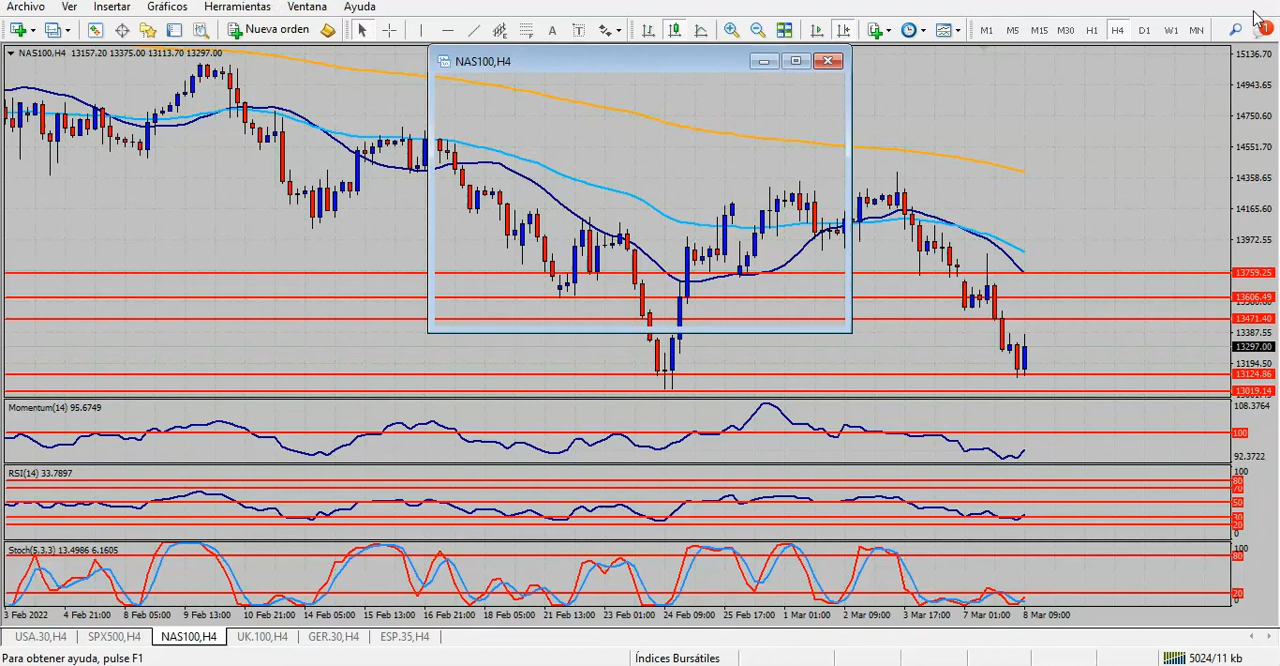 Archivo Ver Insertar Gráficos Herramientas Ventana Ayuda
Nueva orden A T M1 M5 M15 M30 H1 H4 D1 W1 MN 1
NAS100,H4 13157.20 13375.00 13113.70 13297.00
NAS100,H4
15136.70
14943.65
14750.60
14551.70
14358.65
14165.60
13972.55
13759.25
13606.49
13471.40
13387.55
13297.00
13194.50
13124.86
13019.14
Momentum(14) 95.6749
108.3764
100
92.3722
RSI(14) 33.7897
100
80
70
50
30
20
0
Stoch(5,3,3) 13.4986 6.1605
100
80
20
0
Feb 2022 4 Feb 21:00 9 Feb 13:00 10 Feb 21:00 14 Feb 05:00 15 Feb 13:00 16 Feb 21:00 18 Feb 05:00 21 Feb 13:00 23 Feb 01:00 24 Feb 09:00 25 Feb 17:00 1 Mar 01:00 2 Mar 09:00 3 Mar 17:00 7 Mar 01:00 8 Mar 09:00
USA.30,H4 SPX500,H4 NAS100,H4 UK.100,H4 GER.30,H4 ESP.35,H4
Para obtener ayuda, pulse F1 Índices Bursátiles 5024/11 kb